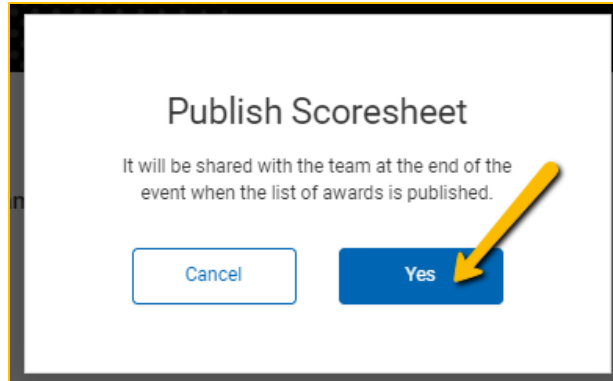 Publish Scoresheet
It will be shared with the team at the end of the
event when the list of awards is published.
Cancel
Yes